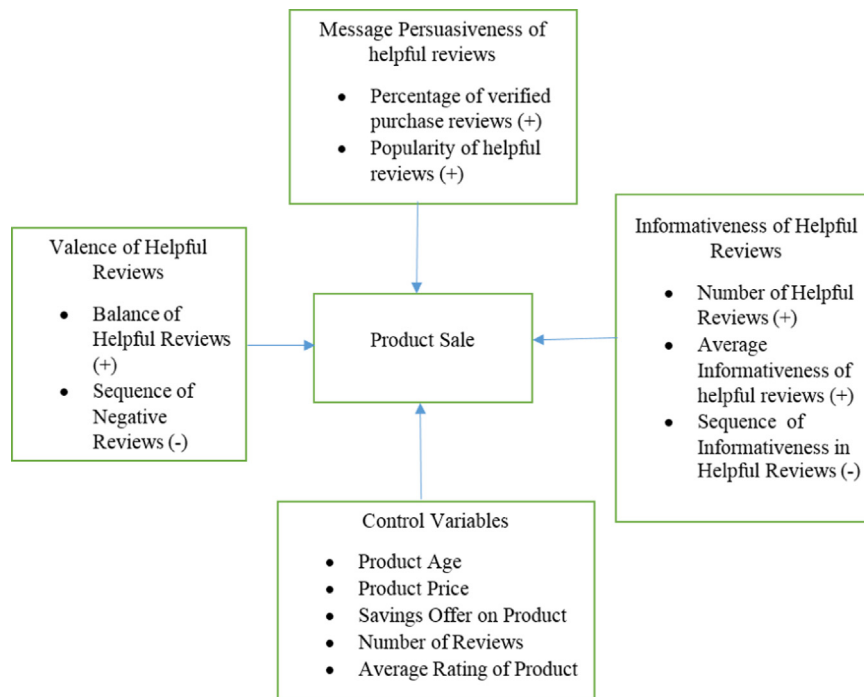 Message Persuasiveness of
helpful reviews
• Percentage of verified
purchase reviews (+)
• Popularity of helpful
reviews (+)
Valence of Helpful
Reviews
• Balance of
Helpful Reviews
(+)
• Sequence of
Negative
Reviews (-)
Product Sale
Informativeness of Helpful
Reviews
• Number of Helpful
Reviews (+)
• Average
Informativeness of
helpful reviews (+)
• Sequence of
Informativeness in
Helpful Reviews (-)
Control Variables
• Product Age
• Product Price
• Savings Offer on Product
• Number of Reviews
• Average Rating of Product